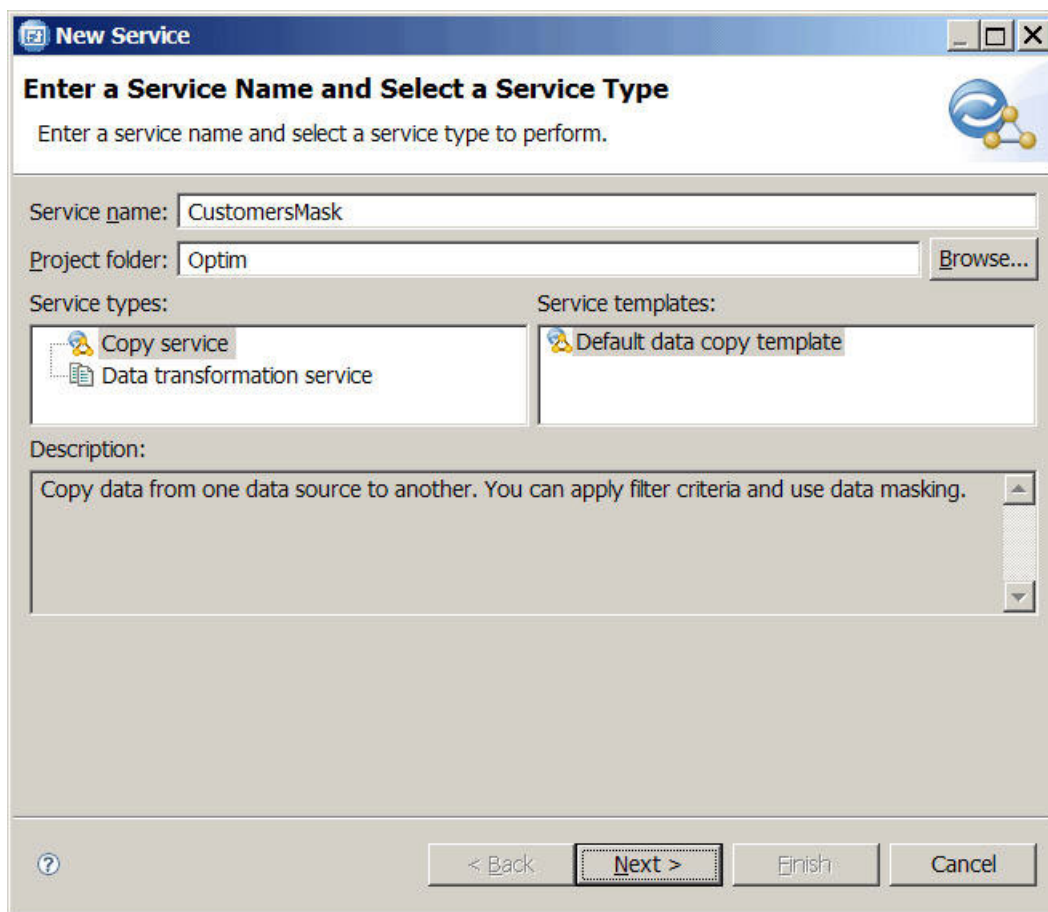 New Service
Enter a Service Name and Select a Service Type
Enter a service name and select a service type to perform.
Service name: CustomersMask
Project folder: Optim Browse...
Service types: Service templates:
Copy service Default data copy template
Data transformation service
Description:
Copy data from one data source to another. You can apply filter criteria and use data masking.
? < Back Next > Finish Cancel